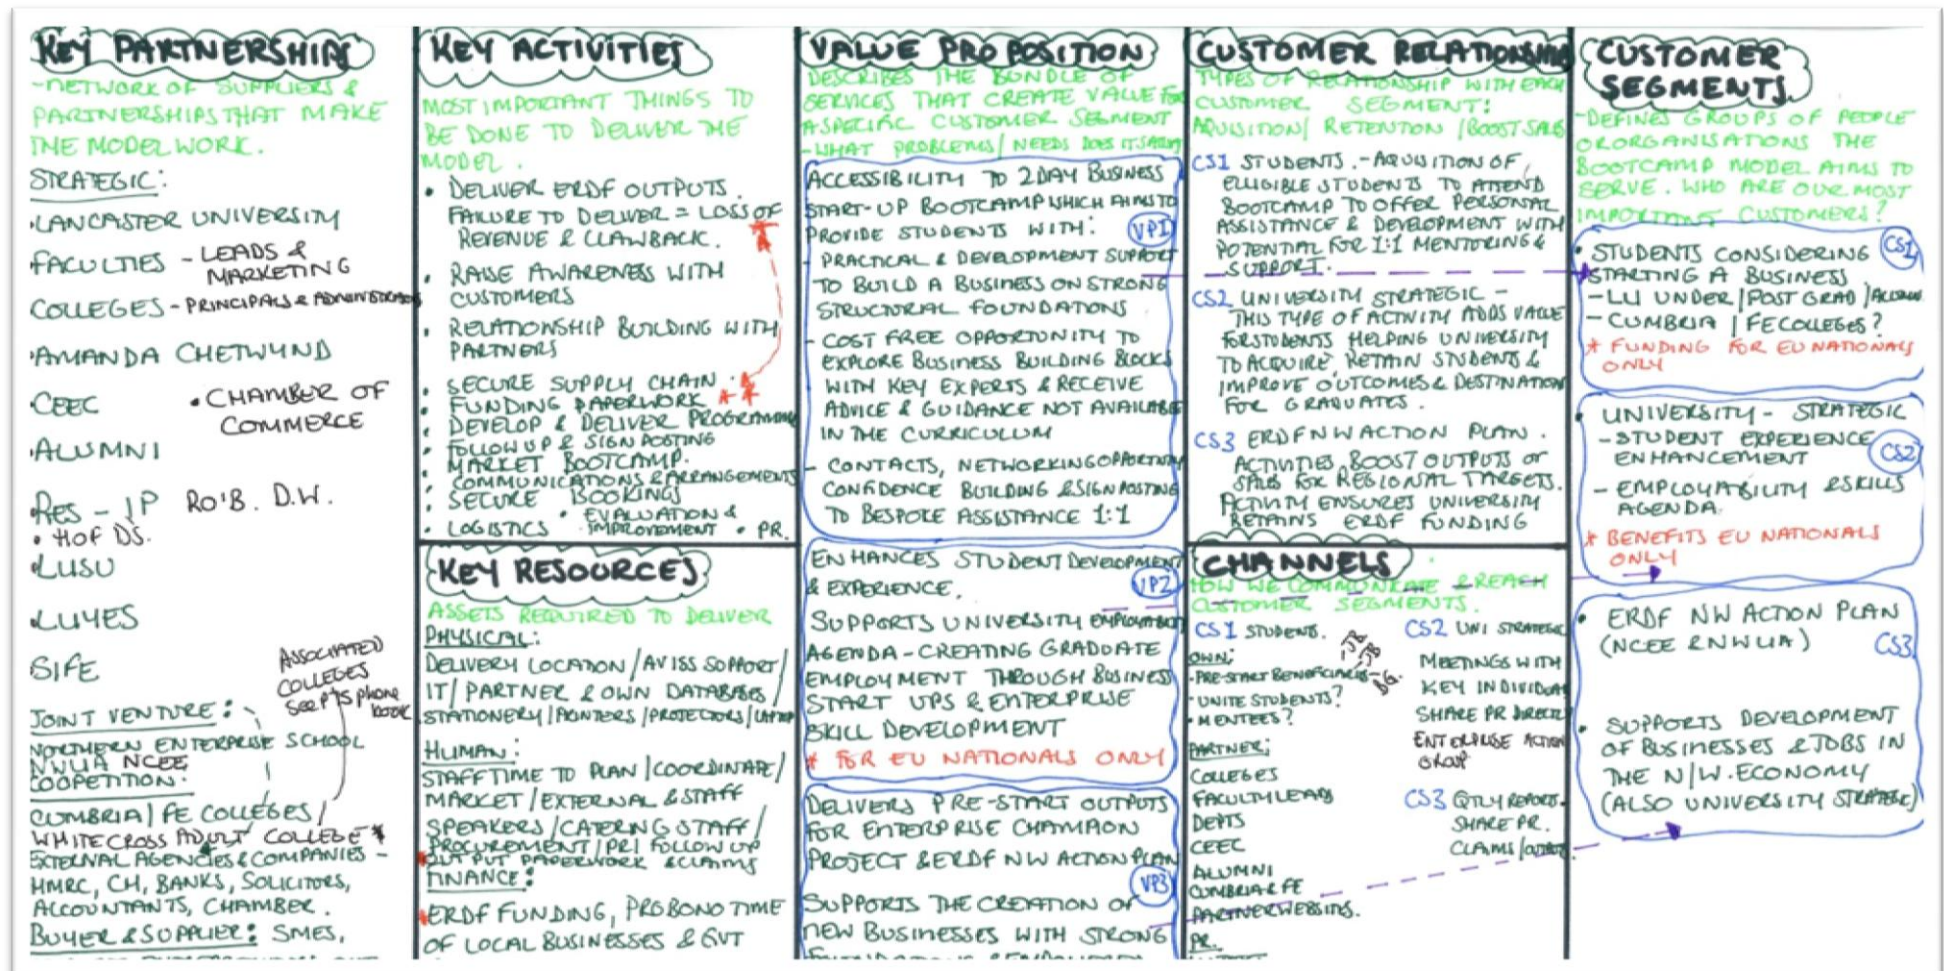 KEY PARTNERSHIPS
-NETWORK OF SUPPLIERS &
PARTNERSHIPS THAT MAKE
THE MODEL WORK.
STRATEGIC:
•LANCASTER UNIVERSITY
•FACULTIES - LEADS &
MARKETING
COLLEGES - PRINCIPALS & ADMINISTRATORS
•AMANDA CHETWYND
•CEEC
•CHAMBER OF
COMMERCE
•ALUMNI
•RES - IP RO'B. D.W.
• HOF DS.
•LUSU
•LUYES
SIFE
ASSOCIATED
COLLEGES
SEE PTS phone
book
JOINT VENTURE:
NORTHERN ENTERPRISE SCHOOL
NWUA NCEE
COOPETITION:
CUMBRIA / FE COLLEGES /
WHITECROSS ADULT COLLEGE *
EXTERNAL AGENCIES & COMPANIES -
HMRC, CH, BANKS, SOLICITORS,
ACCOUNTANTS, CHAMBER.
BUYER & SUPPLIER: SMES,
KEY ACTIVITIES
MOST IMPORTANT THINGS TO
BE DONE TO DELIVER THE
MODEL.
• DELIVER ERDF OUTPUTS.
FAILURE TO DELIVER = LOSS OF
REVENUE & CLAWBACK.
• RAISE AWARENESS WITH
CUSTOMERS
• RELATIONSHIP BUILDING WITH
PARTNERS
• SECURE SUPPLY CHAIN.
• FUNDING PAPERWORK **
• DEVELOP & DELIVER PROGRAMME
• FOLLOW UP & SIGN POSTING
• MARKET BOOTCAMP.
• COMMUNICATIONS & ARRANGEMENTS
• SECURE BOOKINGS
• EVALUATION &
IMPROVEMENT
• LOGISTICS • PR.
KEY RESOURCES
ASSETS REQUIRED TO DELIVER
PHYSICAL:
DELIVERY LOCATION / AV ISS SUPPORT /
IT / PARTNER & OWN DATABASES /
STATIONERY / PRINTERS / PROJECTORS / LAPTOP
HUMAN:
STAFF TIME TO PLAN / COORDINATE /
MARKET / EXTERNAL & STAFF
SPEAKERS / CATERING STAFF /
PROCUREMENT / PRI FOLLOW UP
*OUTPUT PAPERWORK & CLAIMS
FINANCE:
*ERDF FUNDING, PROBONO TIME
OF LOCAL BUSINESSES & GVT
VALUE PROPOSITION
DESCRIBES THE BUNDLE OF
SERVICES THAT CREATE VALUE FOR
A SPECIFIC CUSTOMER SEGMENT
-WHAT PROBLEMS / NEEDS DOES IT SATISFY
ACCESSIBILITY TO 2DAY BUSINESS
START-UP BOOTCAMP WHICH AIMS TO
PROVIDE STUDENTS WITH: VP1
- PRACTICAL & DEVELOPMENT SUPPORT
TO BUILD A BUSINESS ON STRONG
STRUCTURAL FOUNDATIONS
- COST FREE OPPORTUNITY TO
EXPLORE BUSINESS BUILDING BLOCKS
WITH KEY EXPERTS & RECEIVE
ADVICE & GUIDANCE NOT AVAILABLE
IN THE CURRICULUM
- CONTACTS, NETWORKING OPPORTUNITY
CONFIDENCE BUILDING & SIGN POSTING
TO BESPOKE ASSISTANCE 1:1
ENHANCES STUDENT DEVELOPMENT
& EXPERIENCE. VP2
SUPPORTS UNIVERSITY EMPLOYABILITY
AGENDA - CREATING GRADUATE
EMPLOYMENT THROUGH BUSINESS
START UPS & ENTERPRISE
SKILL DEVELOPMENT
* FOR EU NATIONALS ONLY
DELIVERS PRE-START OUTPUTS
FOR ENTERPRISE CHAMPION
PROJECT & ERDF NW ACTION PLAN
VP3
SUPPORTS THE CREATION OF
NEW BUSINESSES WITH STRONG
CUSTOMER RELATIONSHIP
TYPES OF RELATIONSHIP WITH EACH
CUSTOMER SEGMENT:
AQUISITION / RETENTION / BOOST SALES
CS1 STUDENTS. - AQUISITION OF
ELLIGIBLE STUDENTS TO ATTEND
BOOTCAMP TO OFFER PERSONAL
ASSISTANCE & DEVELOPMENT WITH
POTENTIAL FOR 1:1 MENTORING &
SUPPORT.
CS2 UNIVERSITY STRATEGIC -
THIS TYPE OF ACTIVITY ADDS VALUE
FOR STUDENTS HELPING UNIVERSITY
TO ACQUIRE, RETAIN STUDENTS &
IMPROVE OUTCOMES & DESTINATION
FOR GRADUATES.
CS3 ERDF NW ACTION PLAN.
ACTIVITIES BOOST OUTPUTS OR
SALES FOR REGIONAL TARGETS.
ACTIVITY ENSURES UNIVERSITY
RETAINS ERDF FUNDING
CHANNELS
HOW WE COMMUNICATE & REACH
CUSTOMER SEGMENTS.
CS1 STUDENTS.
OWN:
-PRE-START BENEFICIARIES-
- UNITE STUDENTS?
• MENTEES?
PARTNER:
COLLEGES
FACULTY LEADS
DEPTS
CEEC
ALUMNI
CUMBRIA & FE
PARTNER WEBSITES.
PR.
CS2 UNI STRATEGIC
MEETINGS WITH
KEY INDIVIDUALS
SHARE PR DIRECTLY
ENTERPRISE ACTION
GROUP
CS3 QTLY REPORT.
SHARE PR.
CLAIMS /
CUSTOMER
SEGMENTS.
-DEFINES GROUPS OF PEOPLE
OR ORGANISATIONS THE
BOOTCAMP MODEL AIMS TO
SERVE. WHO ARE OUR MOST
IMPORTANT CUSTOMERS?
• STUDENTS CONSIDERING CS1
STARTING A BUSINESS
- LU UNDER / POST GRAD / ALUMNI
- CUMBRIA / FE COLLEGES?
* FUNDING FOR EU NATIONALS
ONLY
• UNIVERSITY - STRATEGIC
- STUDENT EXPERIENCE
ENHANCEMENT CS2
- EMPLOYABILITY & SKILLS
AGENDA.
* BENEFITS EU NATIONALS
ONLY
• ERDF NW ACTION PLAN
(NCEE & NWUA) CS3
• SUPPORTS DEVELOPMENT
OF BUSINESSES & JOBS IN
THE N/W. ECONOMY
(ALSO UNIVERSITY STRATEGIC)